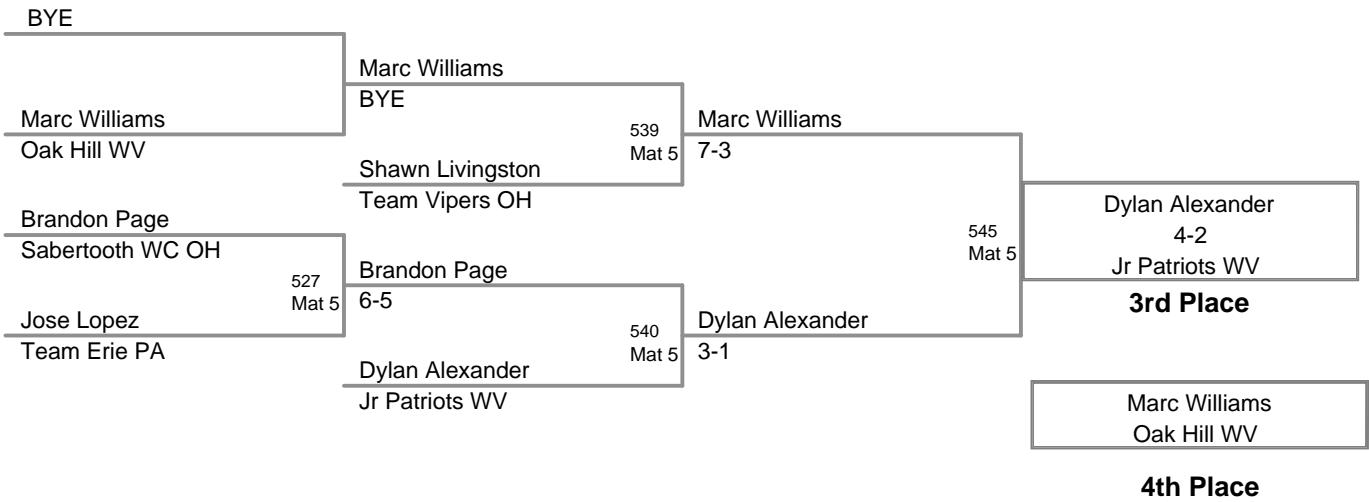 BYE
Marc Williams
BYE
Marc Williams
Oak Hill WV
539
Mat 5
Marc Williams
7-3
Shawn Livingston
Team Vipers OH
Brandon Page
Sabertooth WC OH
527
Mat 5
Brandon Page
6-5
Jose Lopez
Team Erie PA
540
Mat 5
Dylan Alexander
3-1
Dylan Alexander
Jr Patriots WV
545
Mat 5
Dylan Alexander
4-2
Jr Patriots WV
3rd Place
Marc Williams
Oak Hill WV
4th Place